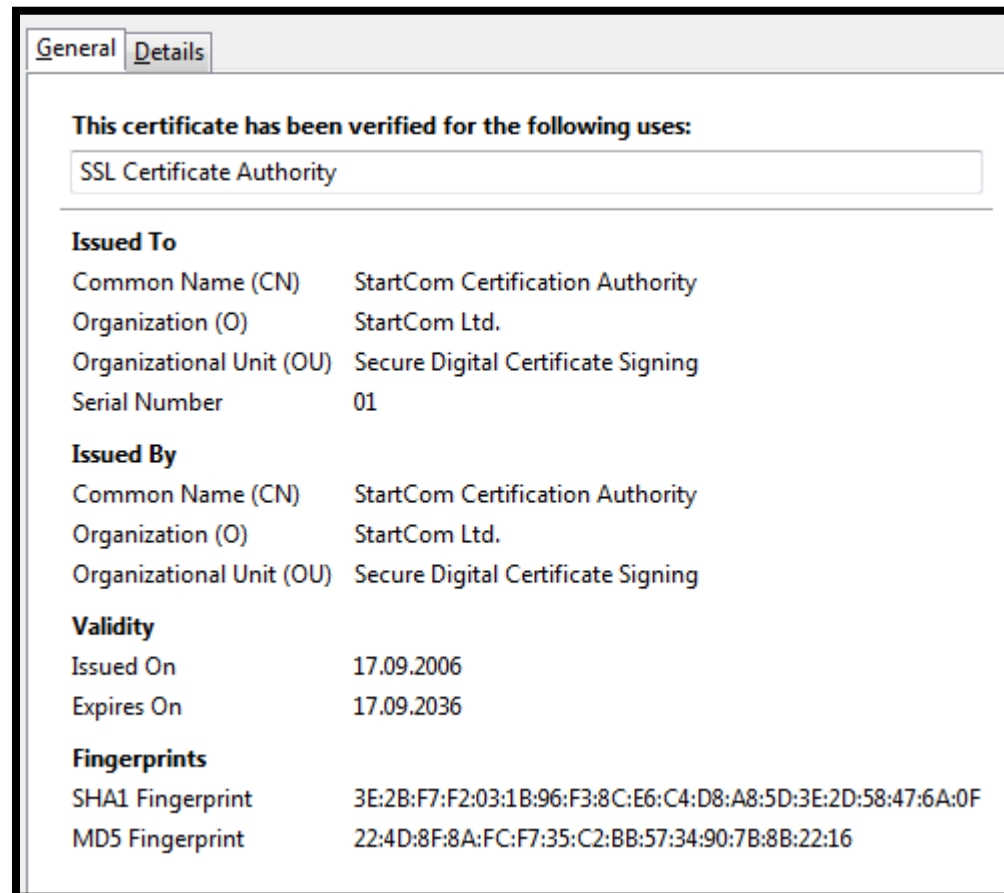 General Details
This certificate has been verified for the following uses:
SSL Certificate Authority
Issued To
Common Name (CN) StartCom Certification Authority
Organization (O) StartCom Ltd.
Organizational Unit (OU) Secure Digital Certificate Signing
Serial Number 01
Issued By
Common Name (CN) StartCom Certification Authority
Organization (O) StartCom Ltd.
Organizational Unit (OU) Secure Digital Certificate Signing
Validity
Issued On 17.09.2006
Expires On 17.09.2036
Fingerprints
SHA1 Fingerprint 3E:2B:F7:F2:03:1B:96:F3:8C:E6:C4:D8:A8:5D:3E:2D:58:47:6A:0F
MD5 Fingerprint 22:4D:8F:8A:FC:F7:35:C2:BB:57:34:90:7B:8B:22:16